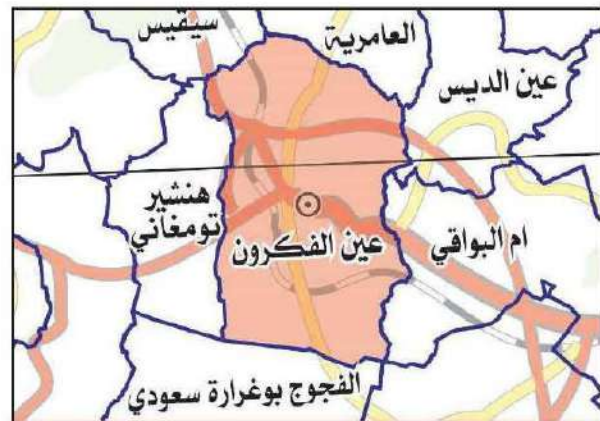 سيقيس
العامرية
عين الديس
هنشير
تومغاني
عين الفكرون
ام البواقي
الفجوج بوغرارة سعودي